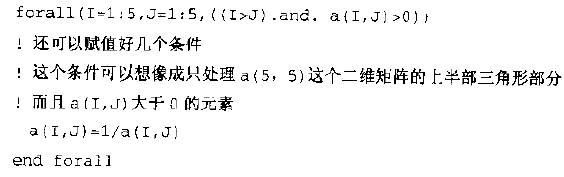 forall(I=1:5,J=1:5,((I>J).and. a(I,J)>0))
! 还可以赋值好几个条件
! 这个条件可以想像成只处理a(5, 5)这个二维矩阵的上半部三角形部分
! 而且a(I,J)大于0的元素
a(I,J)=1/a(I,J)
end forall